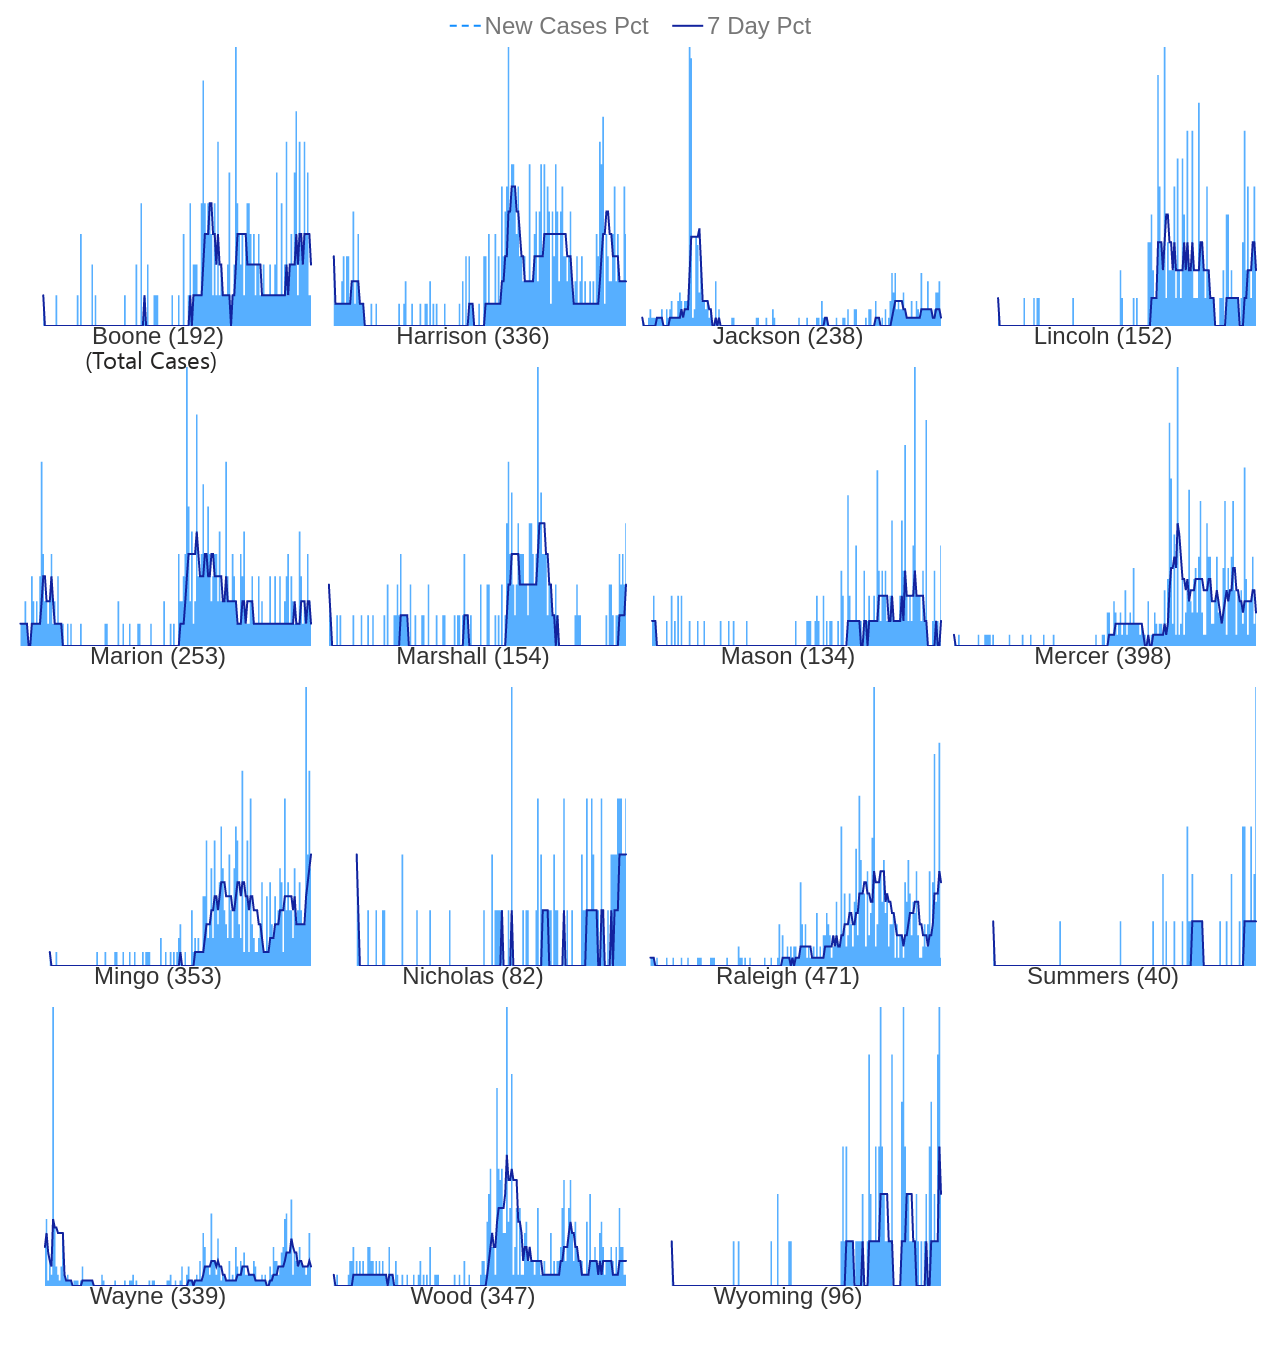 New Cases Pct 7 Day Pct
Boone (192) Harrison (336) Jackson (238) Lincoln (152)
(Total Cases)
Marion (253) Marshall (154) Mason (134) Mercer (398)
Mingo (353) Nicholas (82) Raleigh (471) Summers (40)
Wayne (339) Wood (347) Wyoming (96)